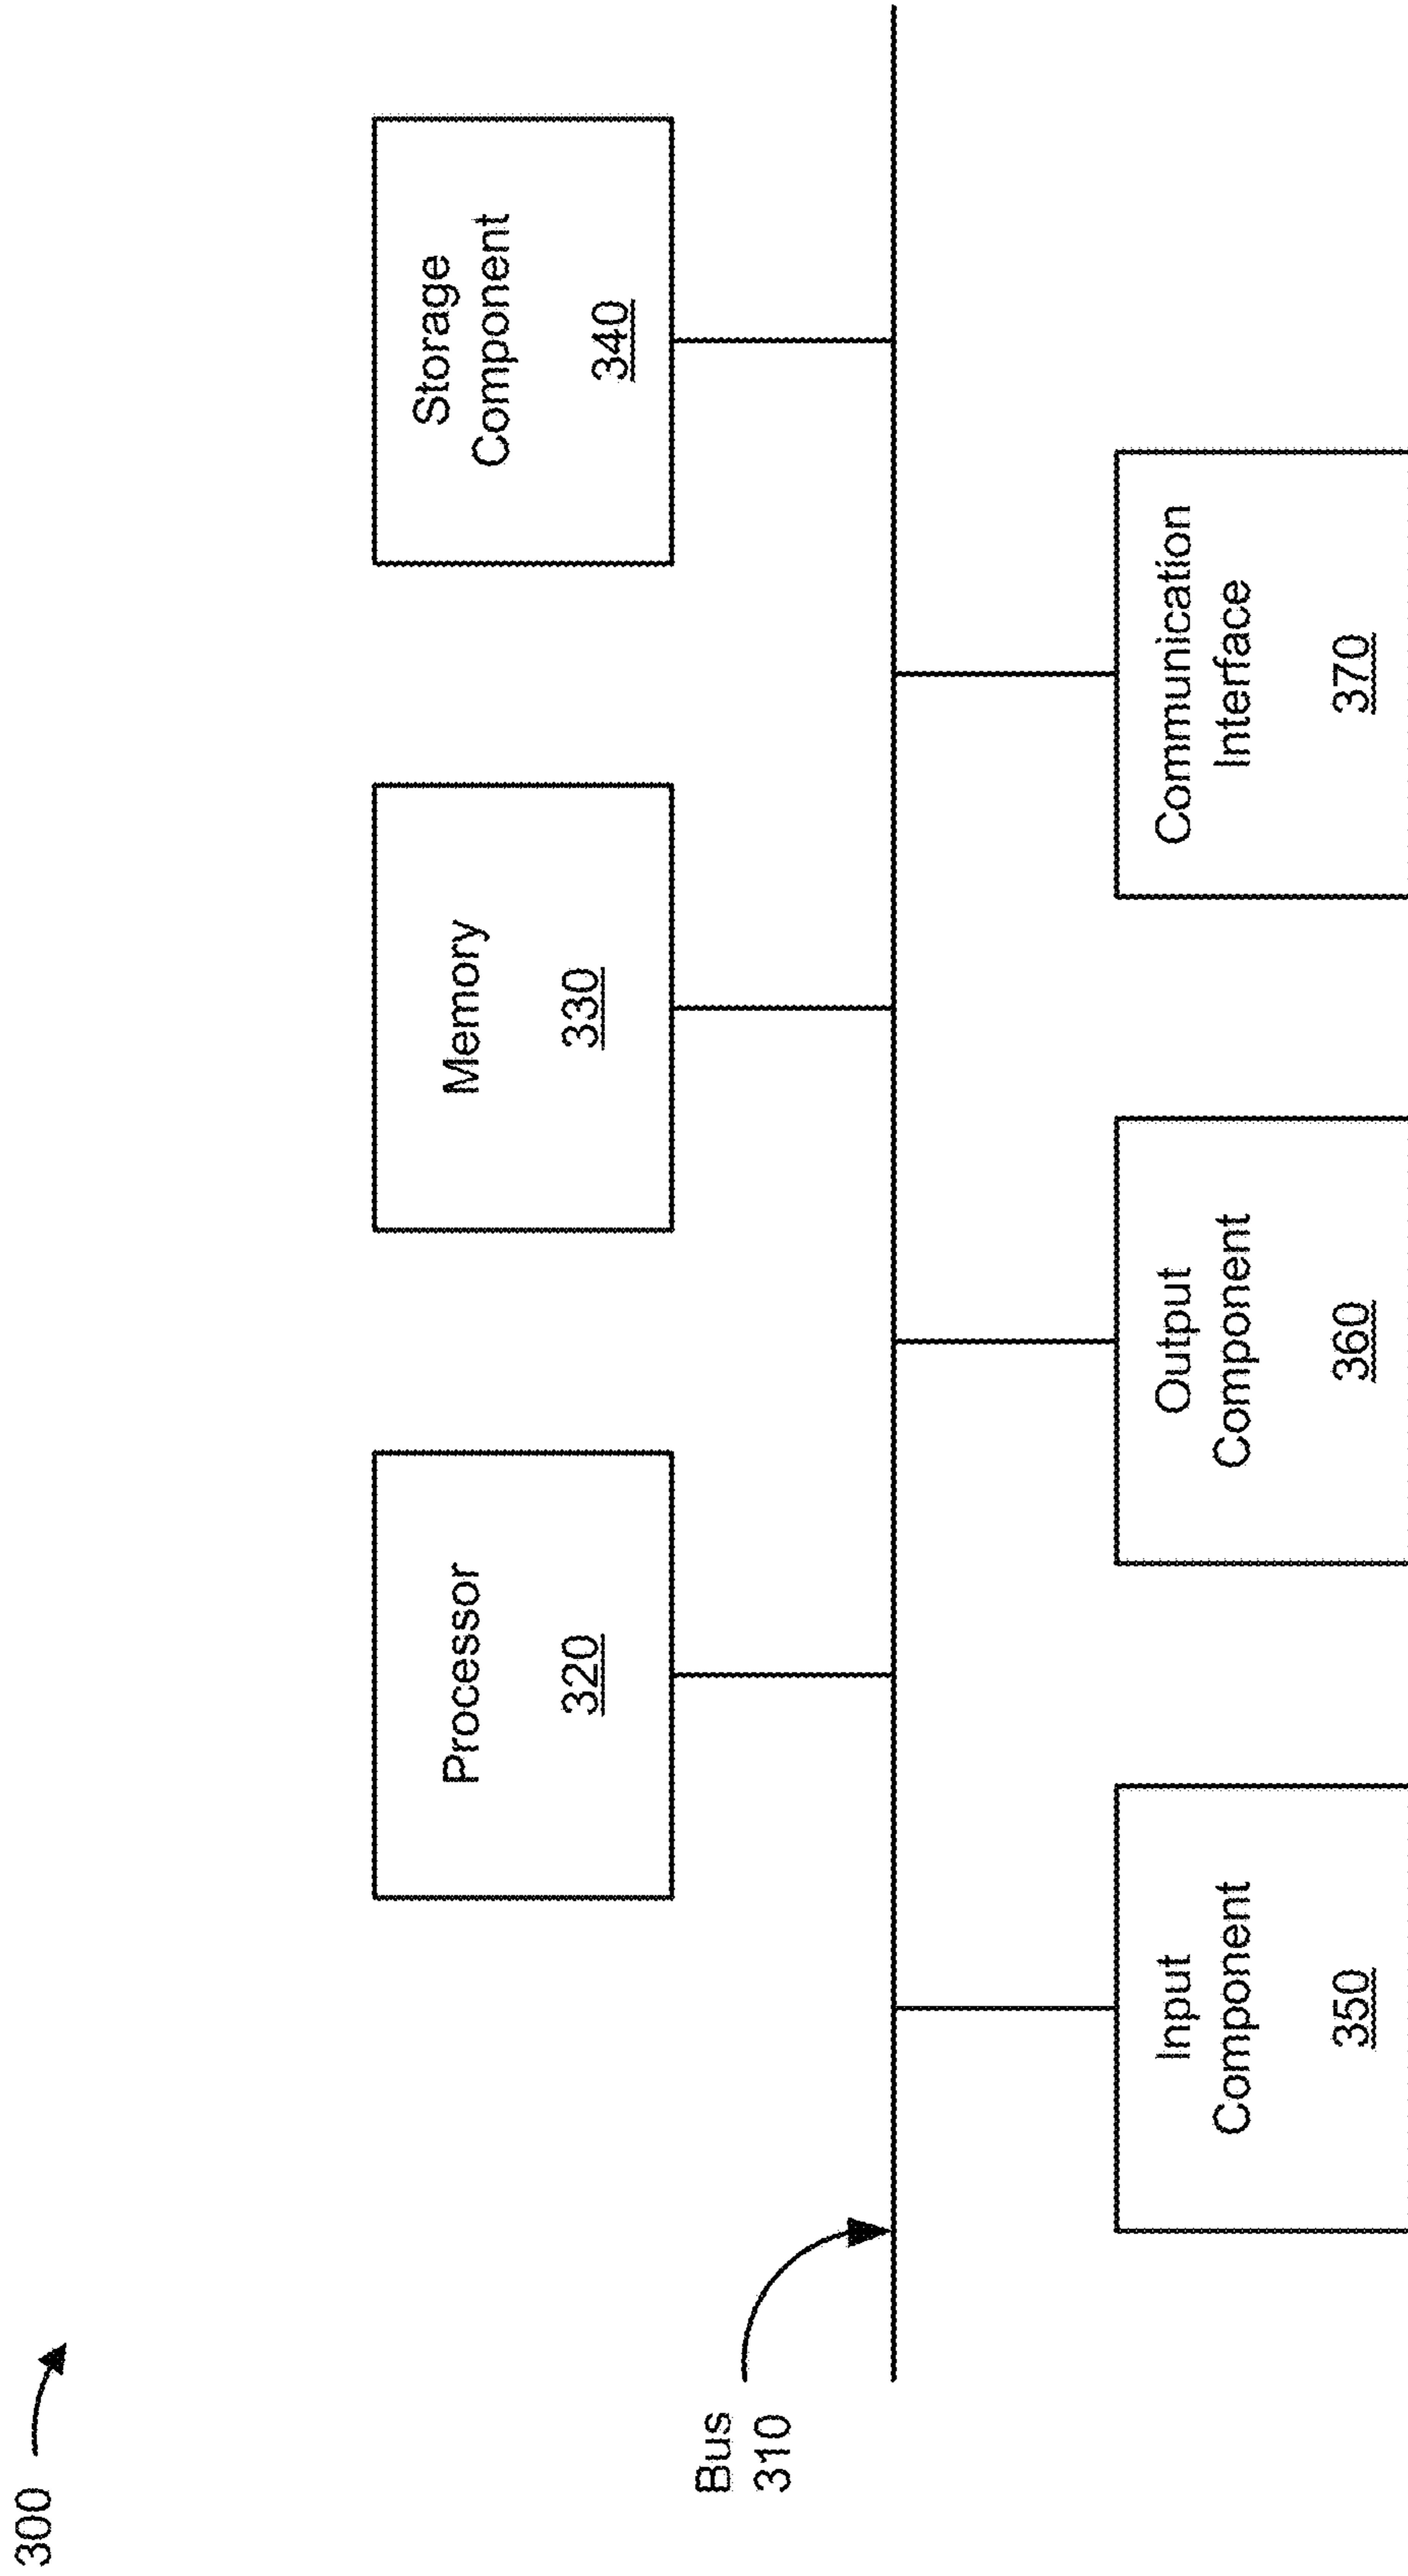 300
Bus
310
Processor
320
Memory
330
Storage
Component
340
Input
Component
350
Output
Component
360
Communication
Interface
370